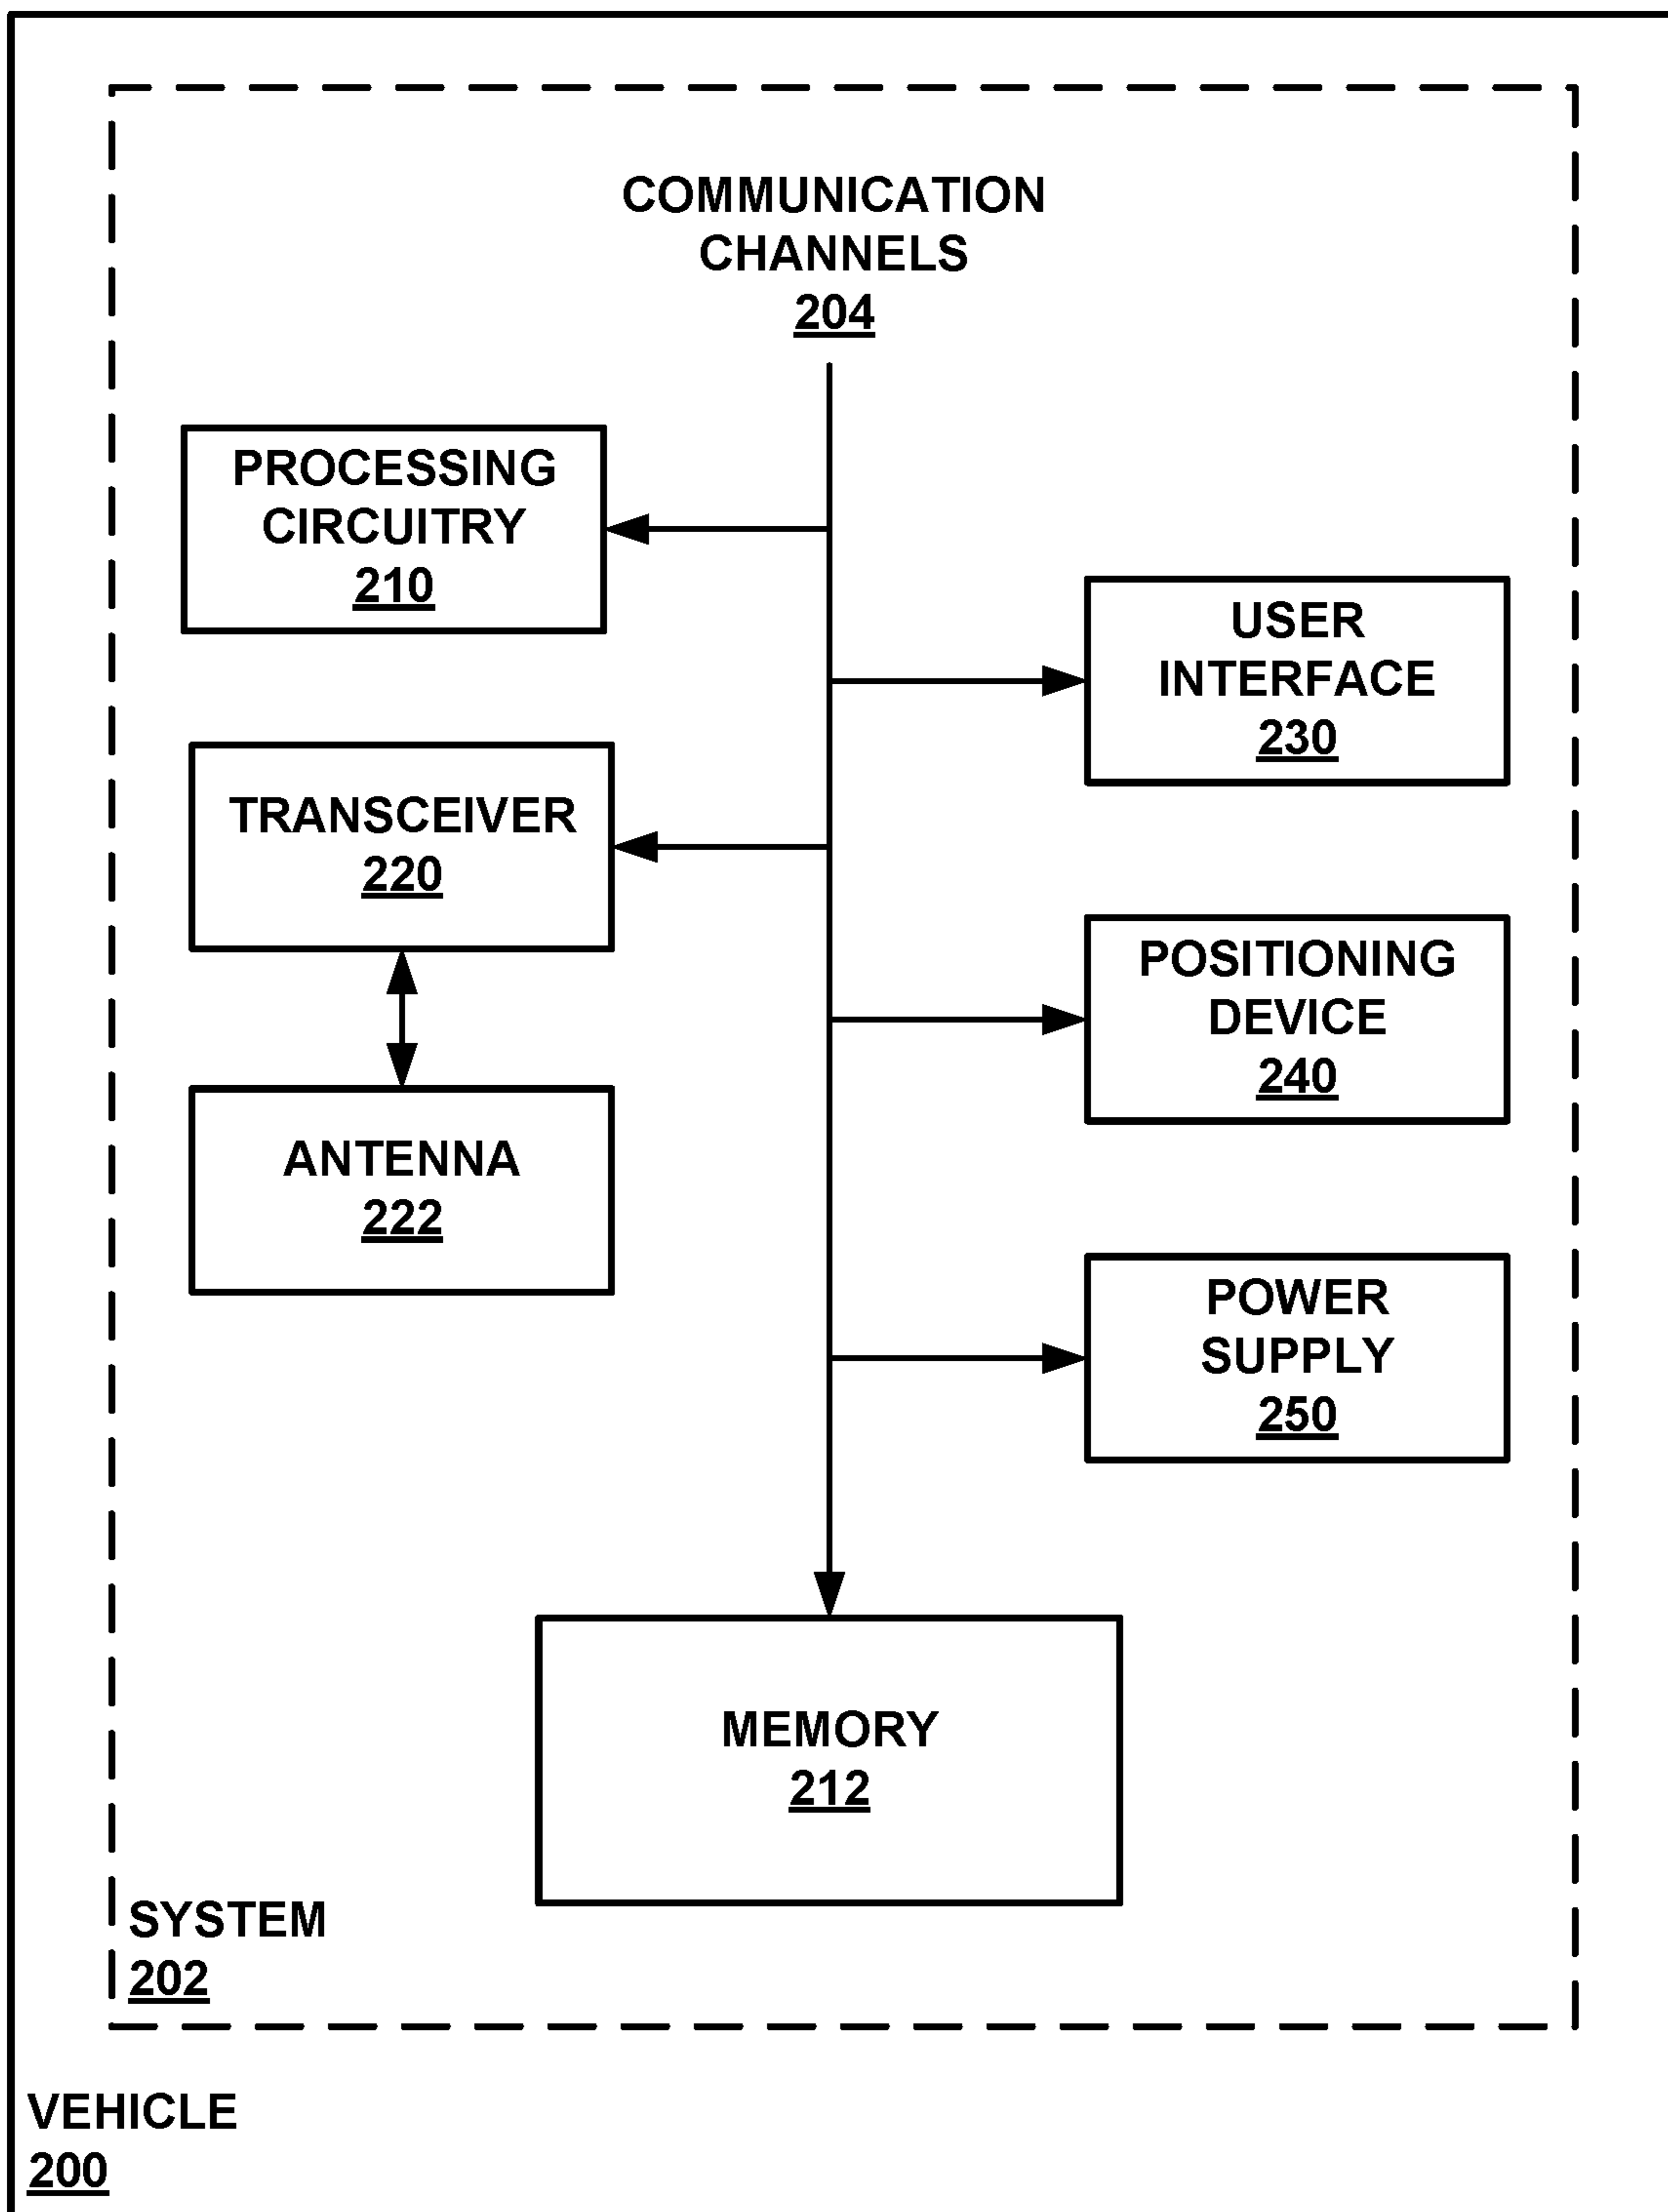 COMMUNICATION
CHANNELS
204
PROCESSING
CIRCUITRY
210
USER
INTERFACE
230
TRANSCEIVER
220
POSITIONING
DEVICE
240
ANTENNA
222
POWER
SUPPLY
250
MEMORY
212
SYSTEM
202
VEHICLE
200